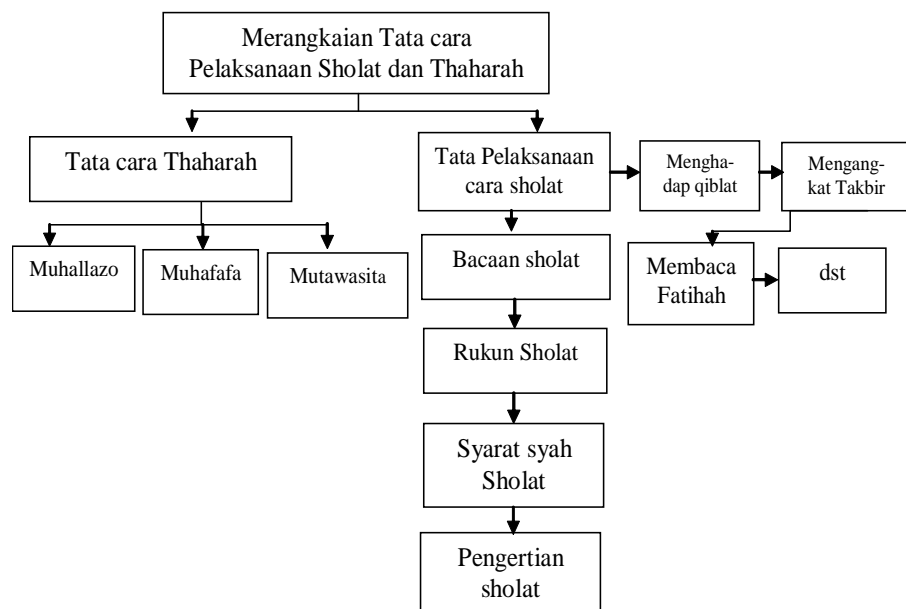 Merangkaian Tata cara
Pelaksanaan Sholat dan Thaharah
Tata cara Thaharah
Tata Pelaksanaan
cara sholat
Mengha-
dap qiblat
Mengang-
kat Takbir
Muhallazo
Muhafafa
Mutawasita
Bacaan sholat
Membaca
Fatihah
dst
Rukun Sholat
Syarat syah
Sholat
Pengertian
sholat